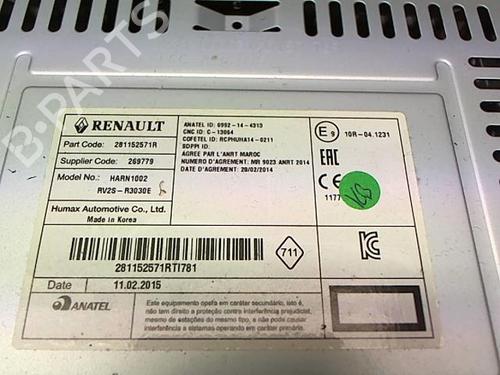 B-PARTS
RENAULT
Part Code: 281152571R
Supplier Code: 269779
Model No.: HARN1002
RV2S-R3030E
Humax Automotive Co., Ltd.
Made in Korea
ANATEL ID: 6992-14-4313
CNC ID: C-13064
COFETEL ID: RCPHUHA14-0211
SDPPI ID:
AGREE PAR L'ANRT MAROC
NUMERO D'AGREMENT: MR 9023 ANRT 2014
DATE D'AGREMENT: 20/02/2014
E9
10R-04.1231
EAC
CE
1177
281152571RTI781
711
Date 11.02.2015
ANATEL
Este equipamento opera em caráter secundário, isto é,
não tem direito a proteção contra interferência prejudicial,
mesmo de estações do mesmo tipo, e não pode causar
interferência a sistemas operando em caráter primário.